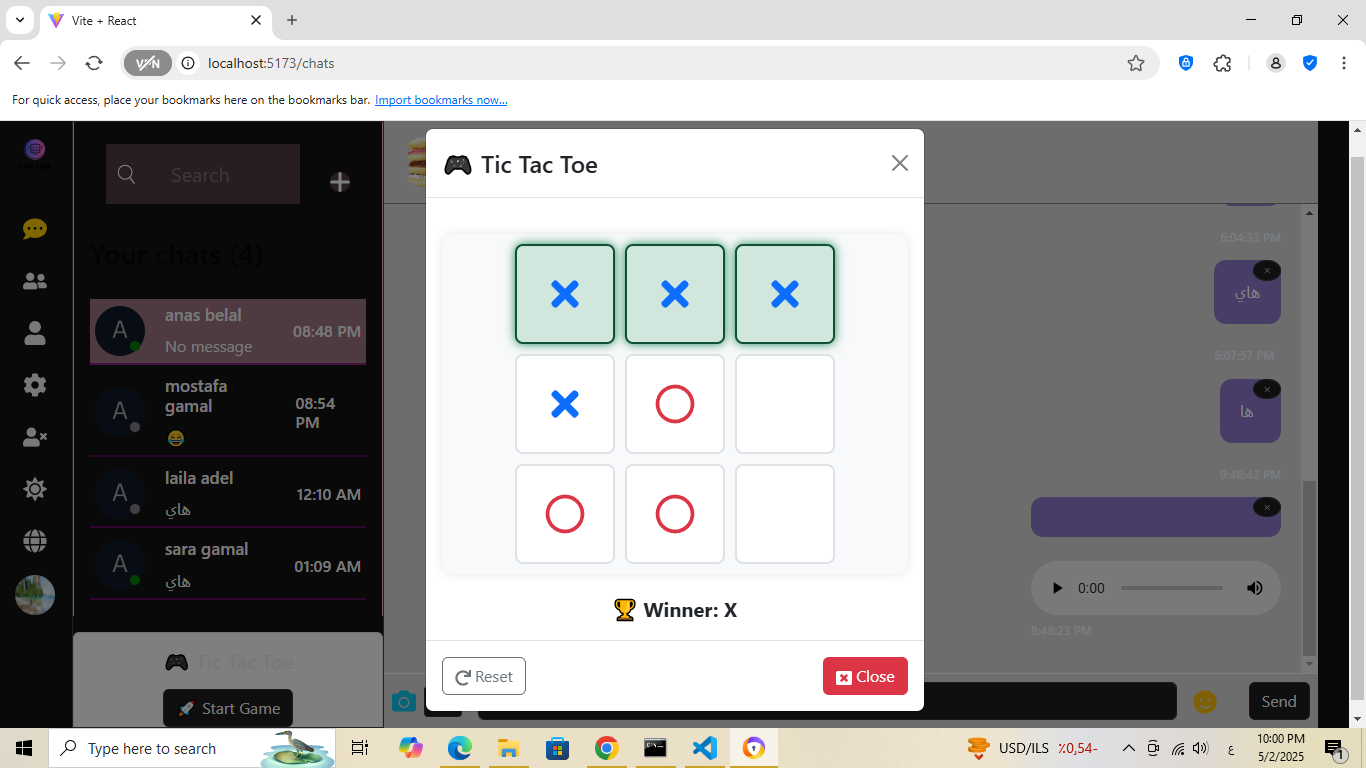 Vite + React
VPN
localhost:5173/chats
For quick access, place your bookmarks here on the bookmarks bar. Import bookmarks now...
Search
Your chats (4)
A
anas belal
08:48 PM
No message
A
mostafa gamal
08:54 PM
😂
A
laila adel
12:10 AM
هاي
A
sara gamal
01:09 AM
هاي
🎮 Tic Tac Toe
🚀 Start Game
🎮 Tic Tac Toe
🏆 Winner: X
Reset
Close
6:04:33 PM
هاي
6:07:57 PM
ها
9:48:43 PM
0:00
8:48:23 PM
Send
Type here to search
USD/ILS %0,54-
ع
10:00 PM
5/2/2025
1